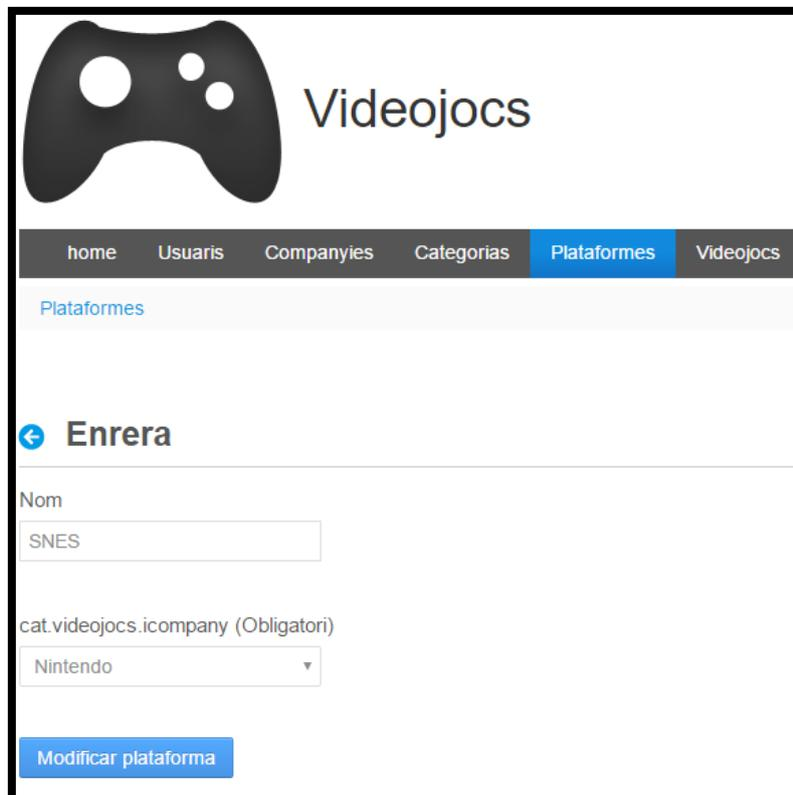 Videojocs
home Usuaris Companyies Categorias Plataformes Videojocs
Plataformes
Enrera
Nom
SNES
cat.videojocs.icompany (Obligatori)
Nintendo
Modificar plataforma